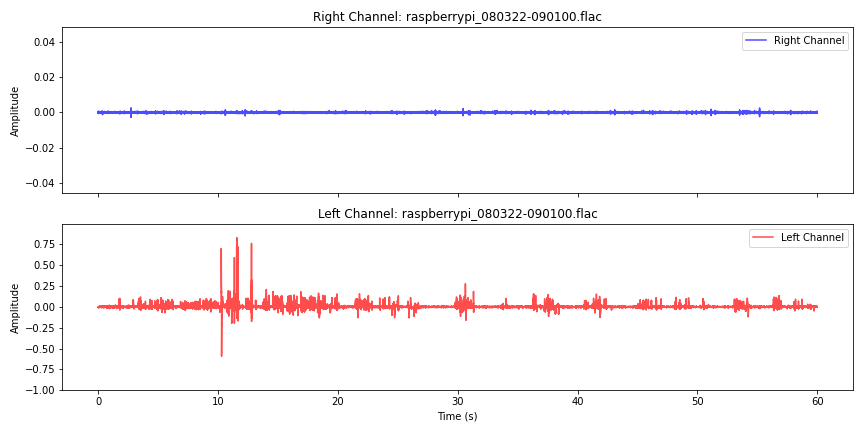 Right Channel: raspberrypi_080322-090100.flac
Right Channel
Amplitude
0.04
0.02
0.00
−0.02
−0.04
Left Channel: raspberrypi_080322-090100.flac
Left Channel
Amplitude
0.75
0.50
0.25
0.00
−0.25
−0.50
−0.75
−1.00
0 10 20 30 40 50 60
Time (s)